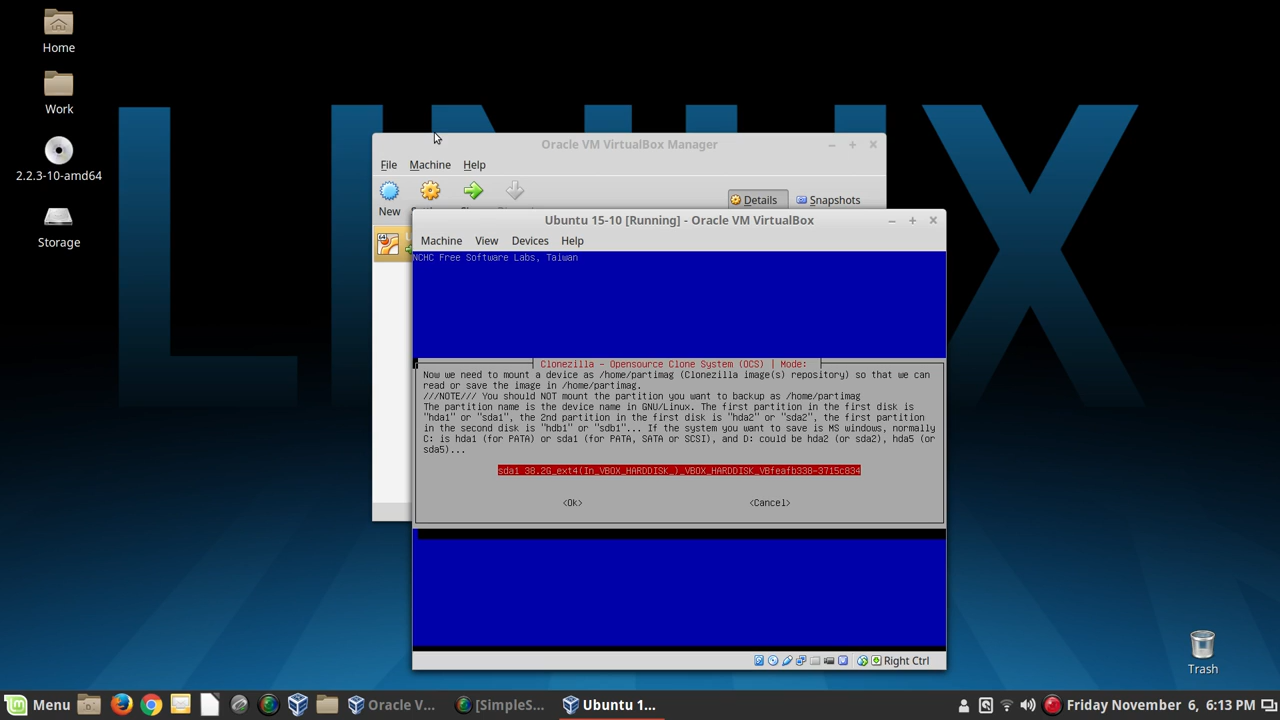 Home
Work
2.2.3-10-amd64
Storage
LINUX
Oracle VM VirtualBox Manager
File Machine Help
New
Details Snapshots
Ubuntu 15-10 [Running] - Oracle VM VirtualBox
Machine View Devices Help
NCHC Free Software Labs, Taiwan
Clonezilla - Opensource Clone System (OCS) | Mode:
Now we need to mount a device as /home/partimag (Clonezilla image(s) repository) so that we can
read or save the image in /home/partimag.
///NOTE/// You should NOT mount the partition you want to backup as /home/partimag
The partition name is the device name in GNU/Linux. The first partition in the first disk is
"hda1" or "sda1", the 2nd partition in the first disk is "hda2" or "sda2", the first partition
in the second disk is "hdb1" or "sdb1"... If the system you want to save is MS windows, normally
C: is hda1 (for PATA) or sda1 (for PATA, SATA or SCSI), and D: could be hda2 (or sda2), hda5 (or
sda5)...
sda1_38.2G_ext4(In_VBOX_HARDDISK_)_VBOX_HARDDISK_VBfeafb338-3715c834
<Ok> <Cancel>
Right Ctrl
Trash
Menu Oracle V... [SimpleS... Ubuntu 1... Friday November 6, 6:13 PM